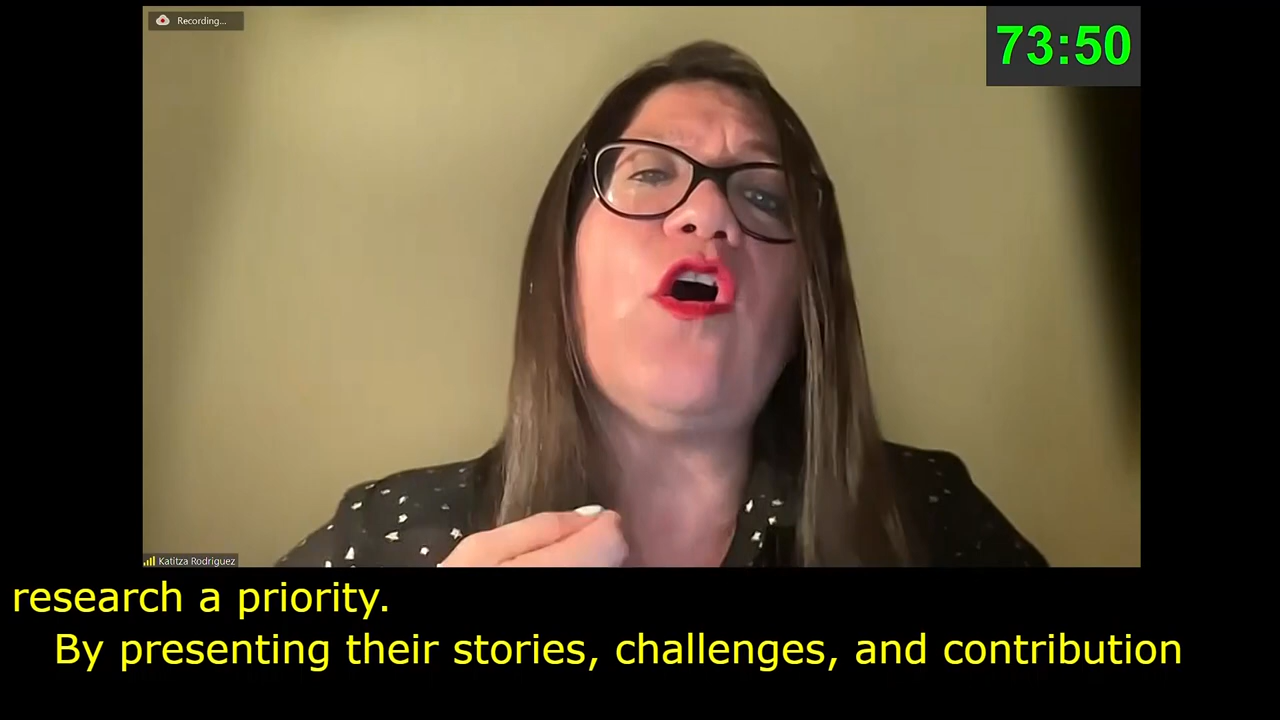 Recording...
73:50
Katitza Rodriguez
research a priority.
By presenting their stories, challenges, and contribution